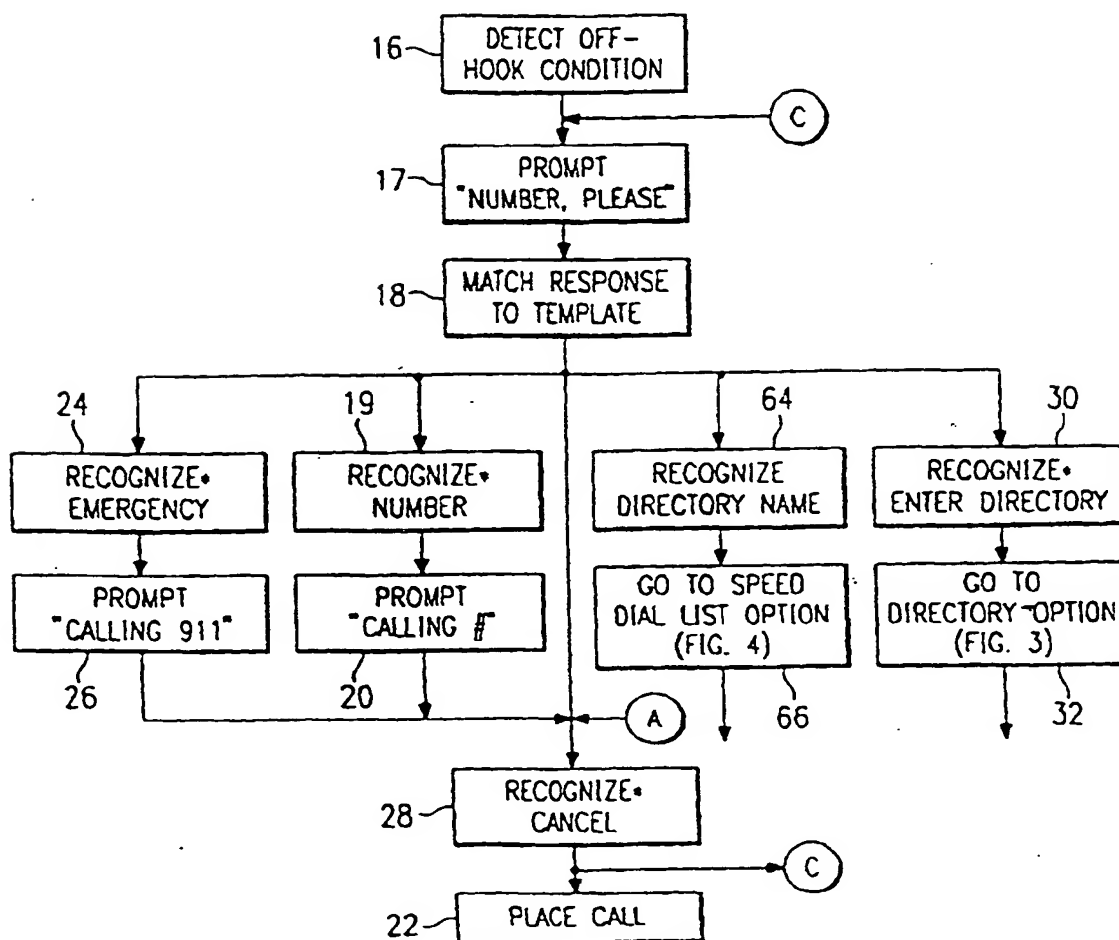 16
DETECT OFF-
HOOK CONDITION
C
17
PROMPT
"NUMBER, PLEASE"
18
MATCH RESPONSE
TO TEMPLATE
24
19
64
30
RECOGNIZE*
EMERGENCY
RECOGNIZE*
NUMBER
RECOGNIZE
DIRECTORY NAME
RECOGNIZE*
ENTER DIRECTORY
PROMPT
"CALLING 911"
PROMPT
"CALLING #"
GO TO SPEED
DIAL LIST OPTION
(FIG. 4)
GO TO
DIRECTORY OPTION
(FIG. 3)
26
20
66
32
A
28
RECOGNIZE*
CANCEL
C
22
PLACE CALL